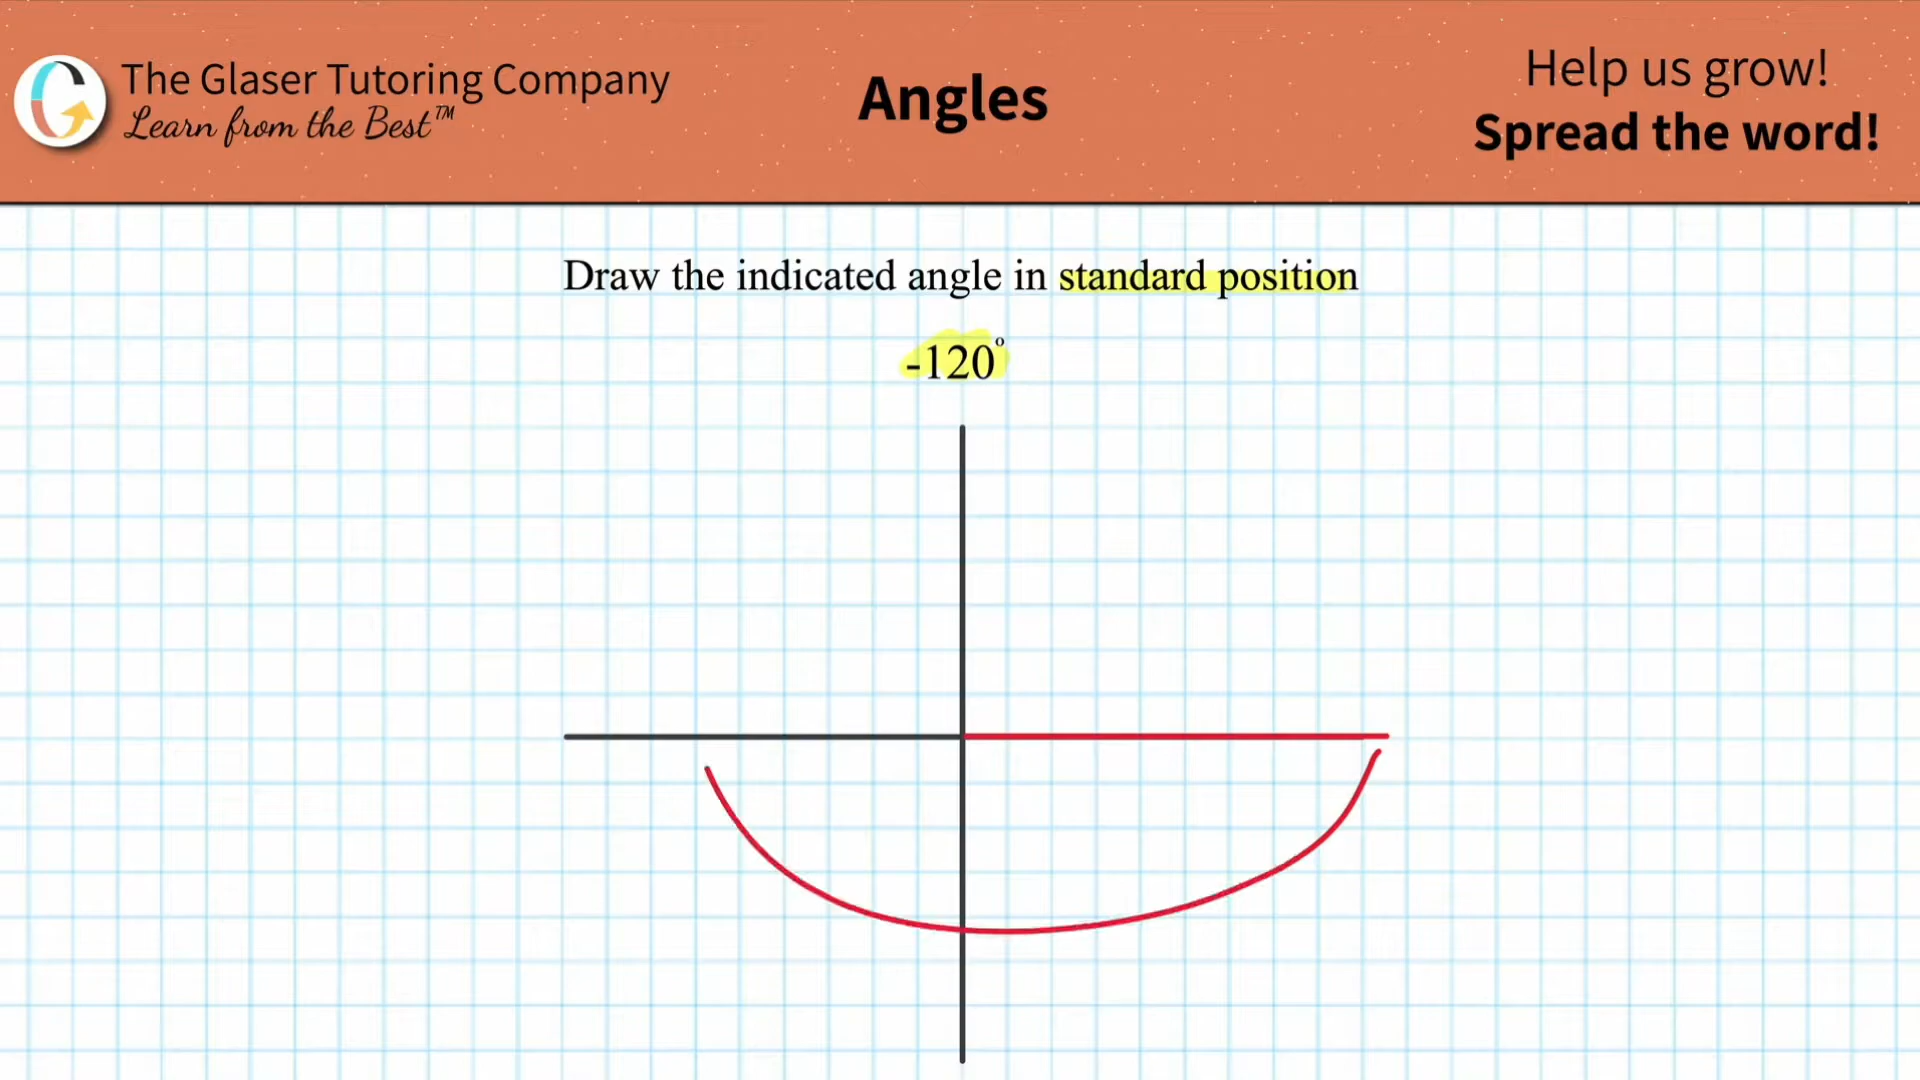 The Glaser Tutoring Company
Learn from the Best™
Angles
Help us grow!
Spread the word!
Draw the indicated angle in standard position
-120°